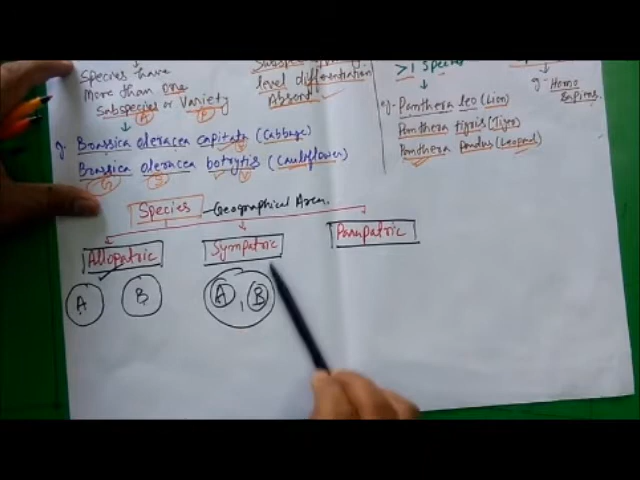 Species have
More than one
Subspecies or Variety
A P
level differentiation
Absent
>1 Species
eg- Panthera leo (Lion)
Panthera tigris (Tiger)
Panthera Pardus (Leopard)
g- Homo
Sapiens.
g. Brassica oleracea capitata (Cabbage)
V
Brassica oleracea botrytis (Cauliflower)
G S V
Species - Geographical Area.
Allopatric Sympatric Parapatric
A B A , B